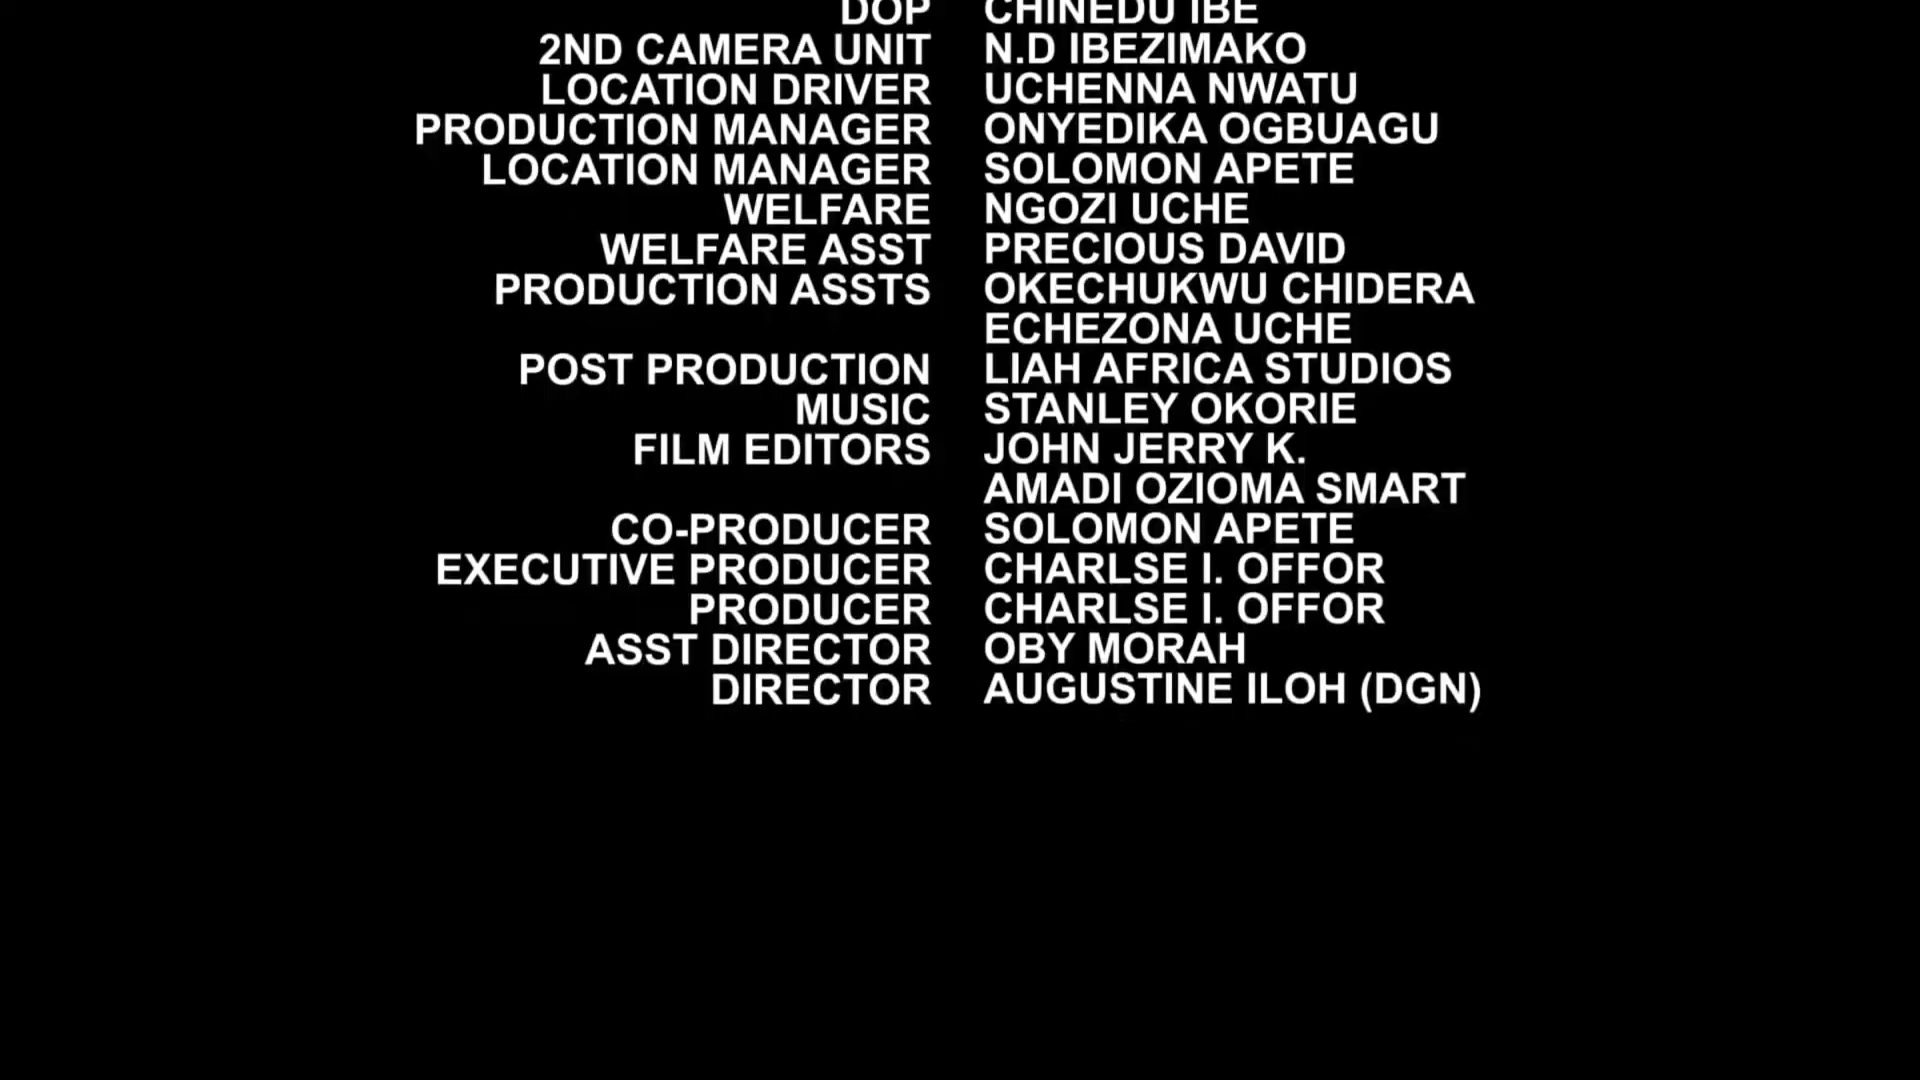 DOP CHINEDU IBE
2ND CAMERA UNIT N.D IBEZIMAKO
LOCATION DRIVER UCHENNA NWATU
PRODUCTION MANAGER ONYEDIKA OGBUAGU
LOCATION MANAGER SOLOMON APETE
WELFARE NGOZI UCHE
WELFARE ASST PRECIOUS DAVID
PRODUCTION ASSTS OKECHUKWU CHIDERA
ECHEZONA UCHE
POST PRODUCTION LIAH AFRICA STUDIOS
MUSIC STANLEY OKORIE
FILM EDITORS JOHN JERRY K.
AMADI OZIOMA SMART
CO-PRODUCER SOLOMON APETE
EXECUTIVE PRODUCER CHARLSE I. OFFOR
PRODUCER CHARLSE I. OFFOR
ASST DIRECTOR OBY MORAH
DIRECTOR AUGUSTINE ILOH (DGN)